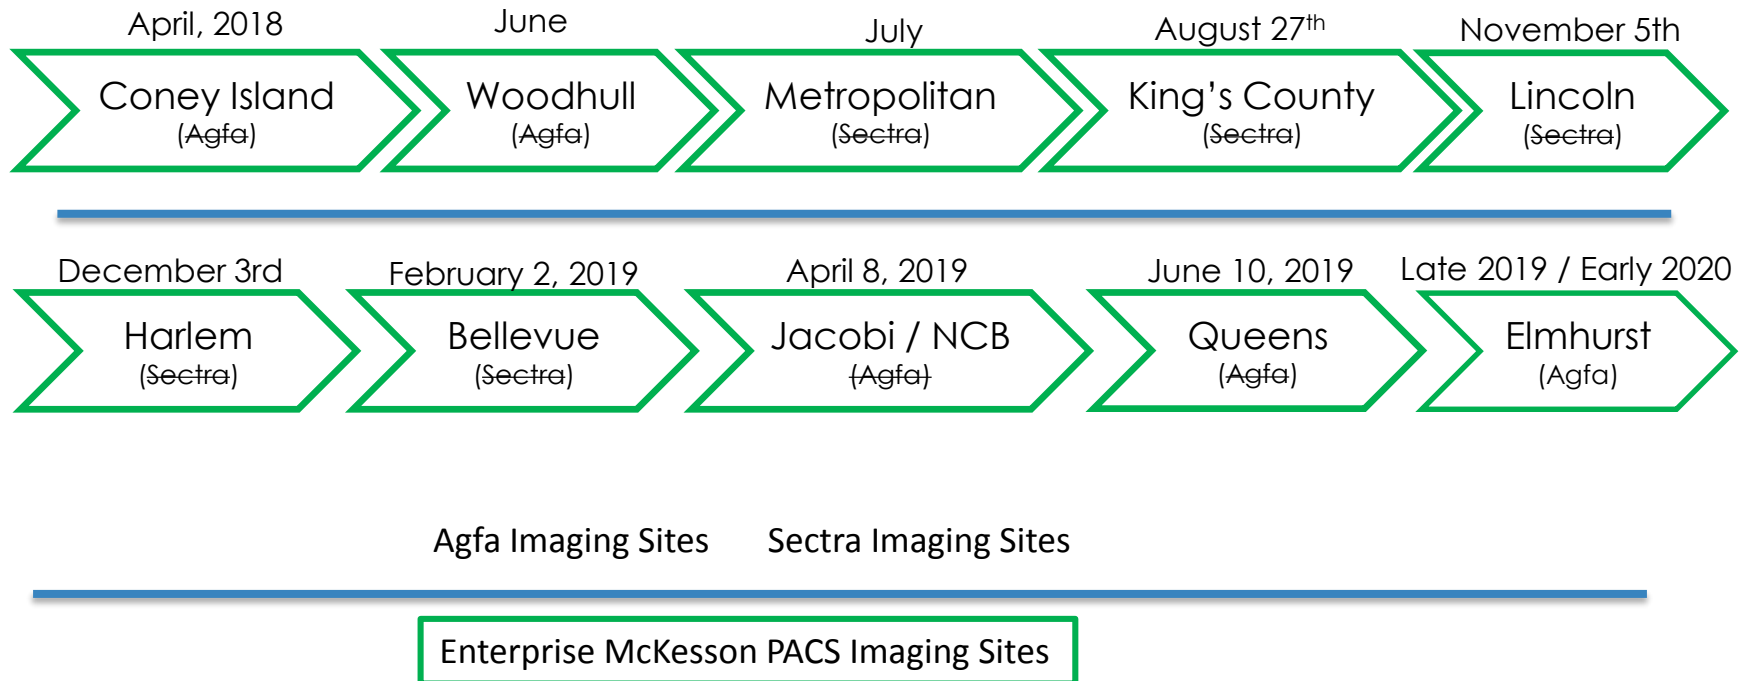 April, 2018
June
July
August 27th
November 5th
Coney Island
(Agfa)
Woodhull
(Agfa)
Metropolitan
(Sectra)
King's County
(Sectra)
Lincoln
(Sectra)
December 3rd
February 2, 2019
April 8, 2019
June 10, 2019
Late 2019 / Early 2020
Harlem
(Sectra)
Bellevue
(Sectra)
Jacobi / NCB
(Agfa)
Queens
(Agfa)
Elmhurst
(Agfa)
Agfa Imaging Sites
Sectra Imaging Sites
Enterprise McKesson PACS Imaging Sites